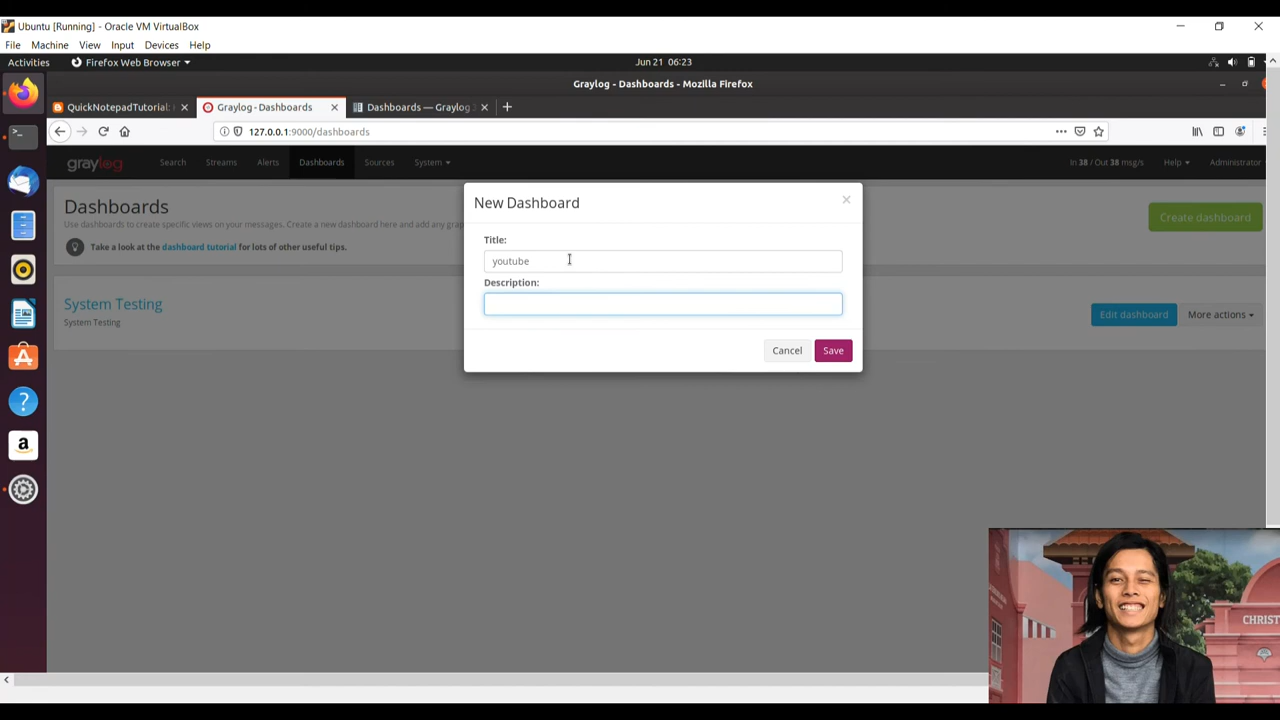 Ubuntu [Running] - Oracle VM VirtualBox
File Machine View Input Devices Help
Activities Firefox Web Browser Jun 21 06:23
Graylog - Dashboards - Mozilla Firefox
QuickNotepadTutorial: Graylog - Dashboards Dashboards — Graylog
127.0.0.1:9000/dashboards
graylog Search Streams Alerts Dashboards Sources System In 38 / Out 38 msg/s Help Administrator
Dashboards
Use dashboards to create specific views on your messages. Create a new dashboard here and add any grap
Create dashboard
Take a look at the dashboard tutorial for lots of other useful tips.
New Dashboard
Title:
youtube
Description:
Cancel Save
System Testing
System Testing
Edit dashboard More actions
CHRIST